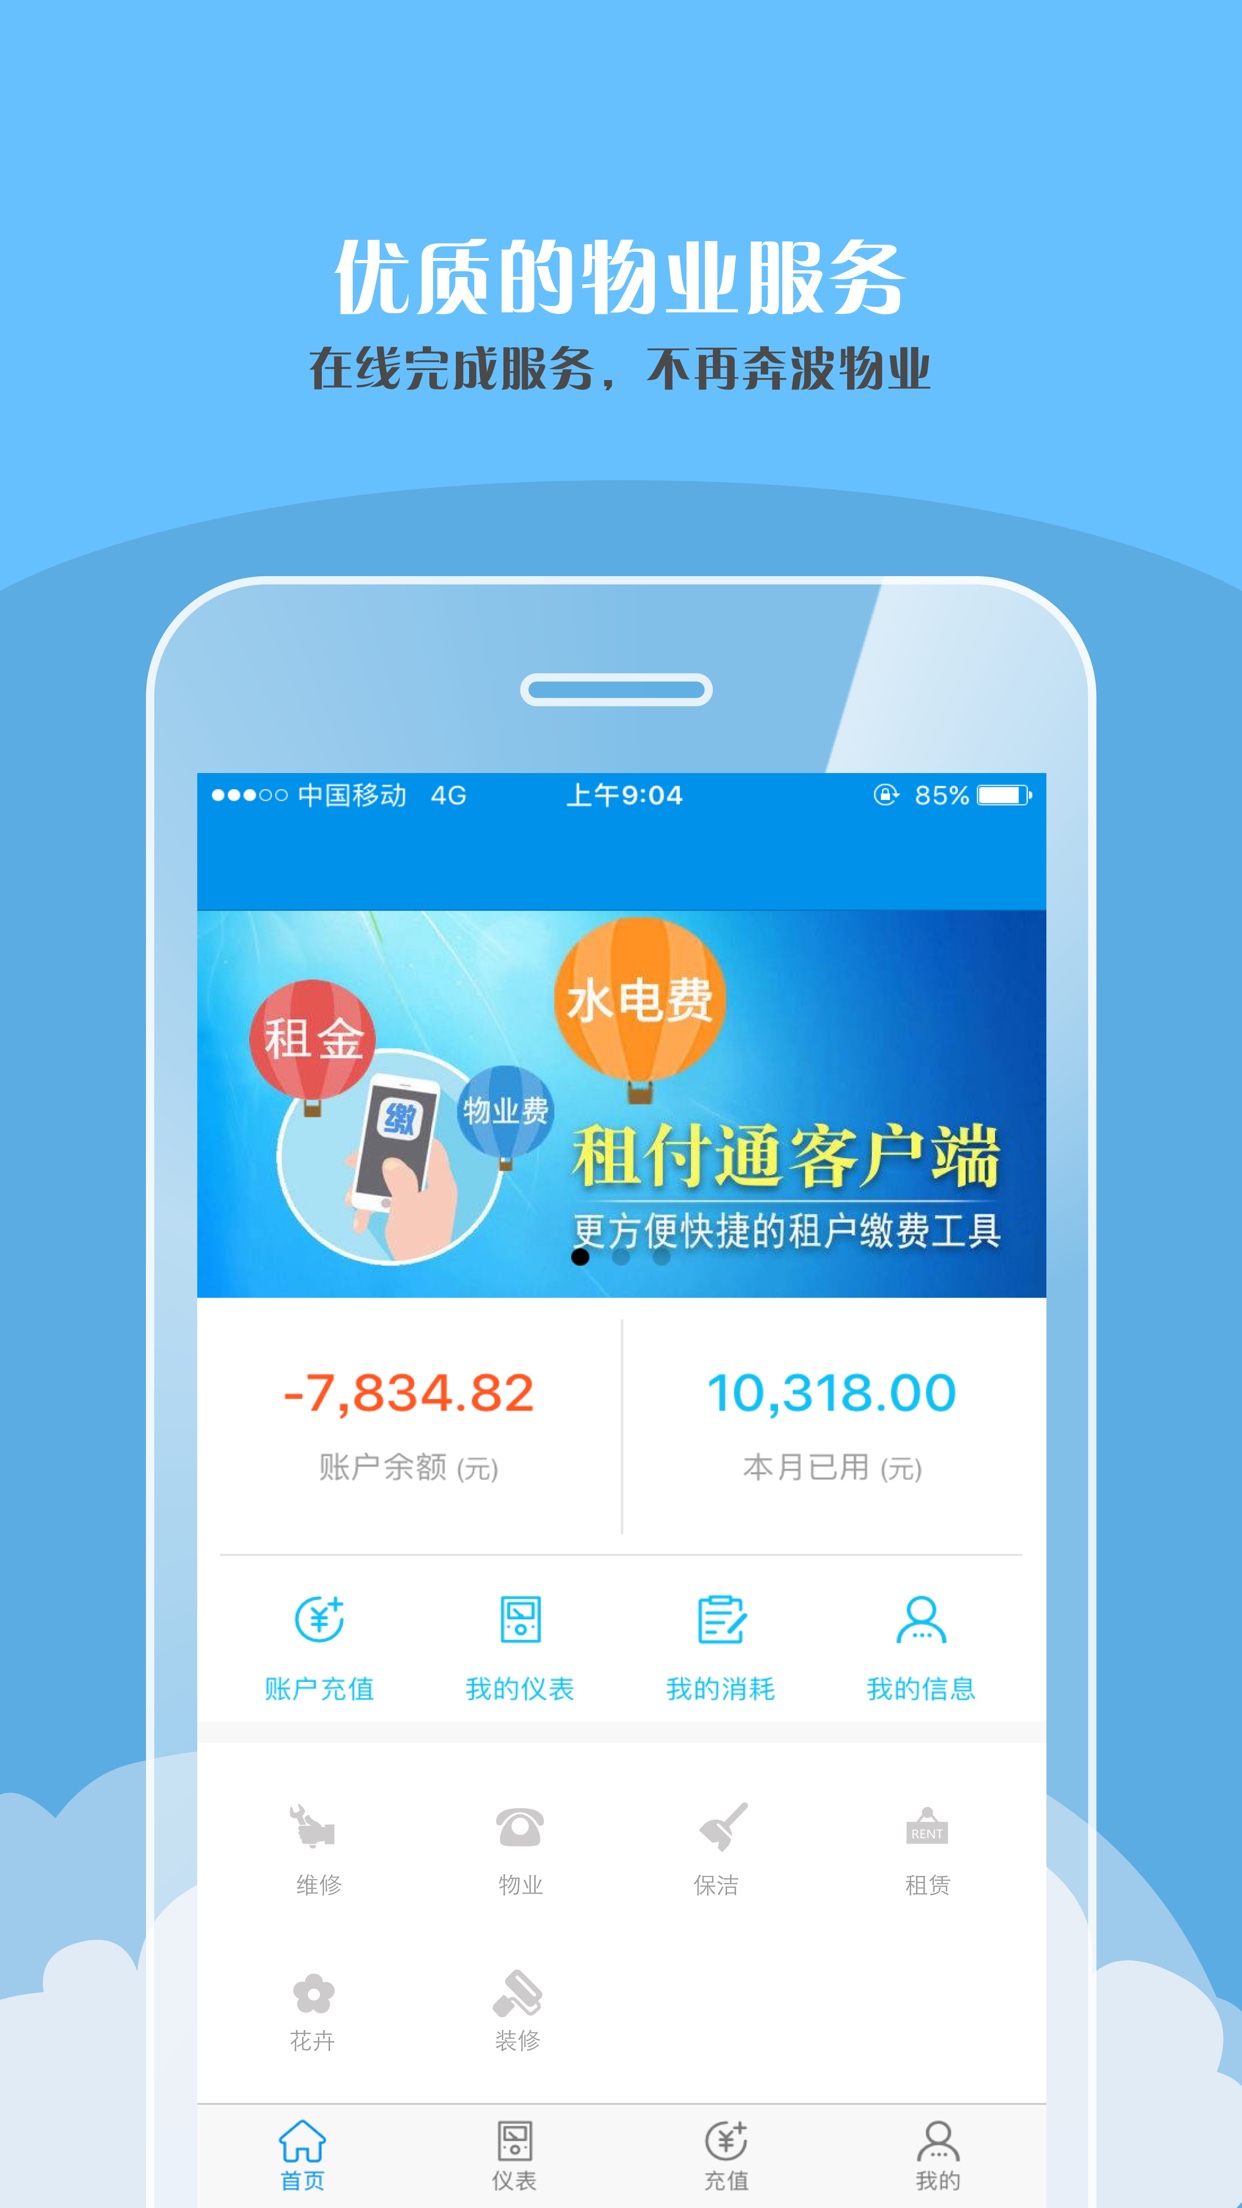 优质的物业服务
在线完成服务，不再奔波物业
中国移动 4G 上午9:04 85%
水电费
租金
缴
物业费
租付通客户端
更方便快捷的租户缴费工具
-7,834.82 10,318.00
账户余额 (元) 本月已用 (元)
账户充值 我的仪表 我的消耗 我的信息
RENT
维修 物业 保洁 租赁
花卉 装修
首页 仪表 充值 我的